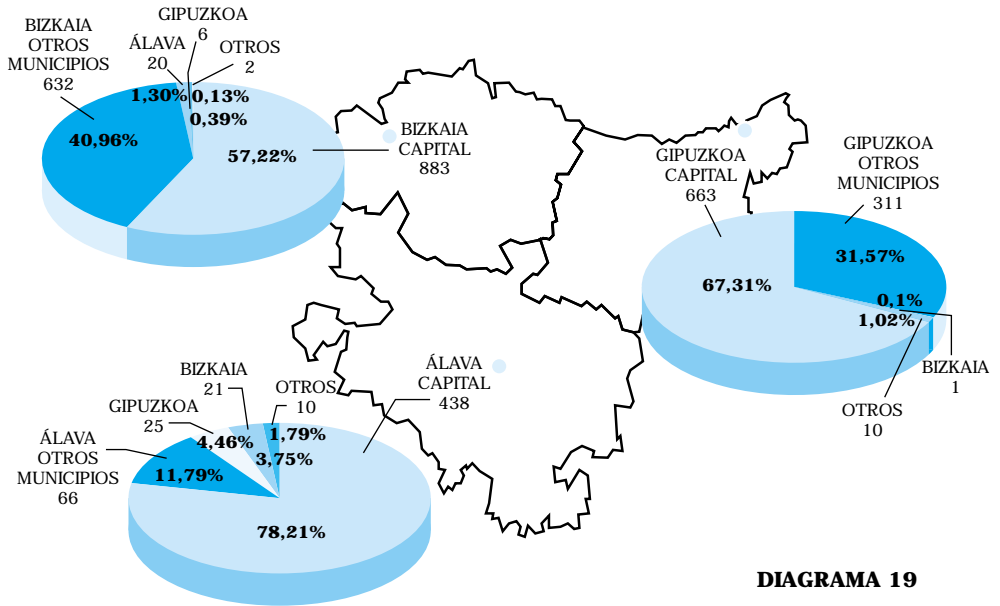 BIZKAIA
OTROS
MUNICIPIOS
632
ÁLAVA
20
GIPUZKOA
6
OTROS
2
1,30%
0,13%
0,39%
40,96%
57,22%
BIZKAIA
CAPITAL
883
GIPUZKOA
CAPITAL
663
GIPUZKOA
OTROS
MUNICIPIOS
311
31,57%
67,31%
0,1%
1,02%
BIZKAIA
1
OTROS
10
ÁLAVA
CAPITAL
438
BIZKAIA
21
OTROS
10
GIPUZKOA
25
ÁLAVA
OTROS
MUNICIPIOS
66
4,46%
1,79%
3,75%
11,79%
78,21%
DIAGRAMA 19